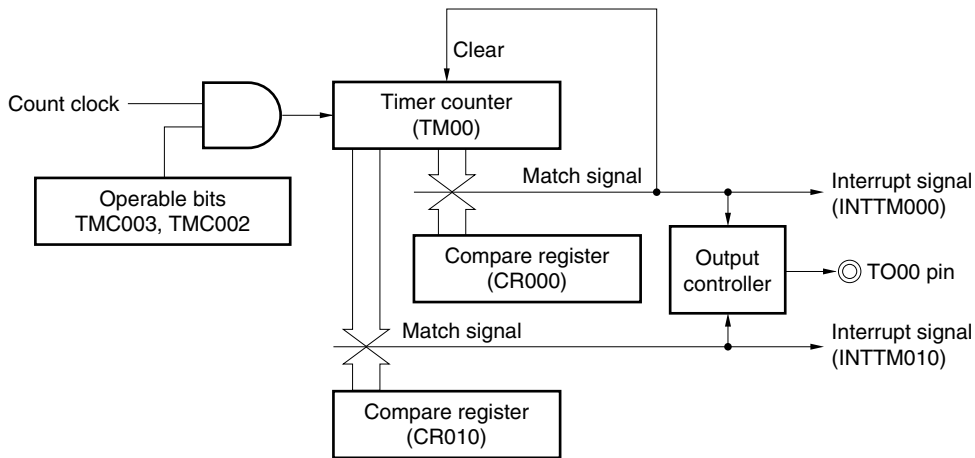 Clear
Count clock
Timer counter
(TM00)
Operable bits
TMC003, TMC002
Match signal
Interrupt signal
(INTTM000)
Compare register
(CR000)
Output
controller
TO00 pin
Match signal
Interrupt signal
(INTTM010)
Compare register
(CR010)